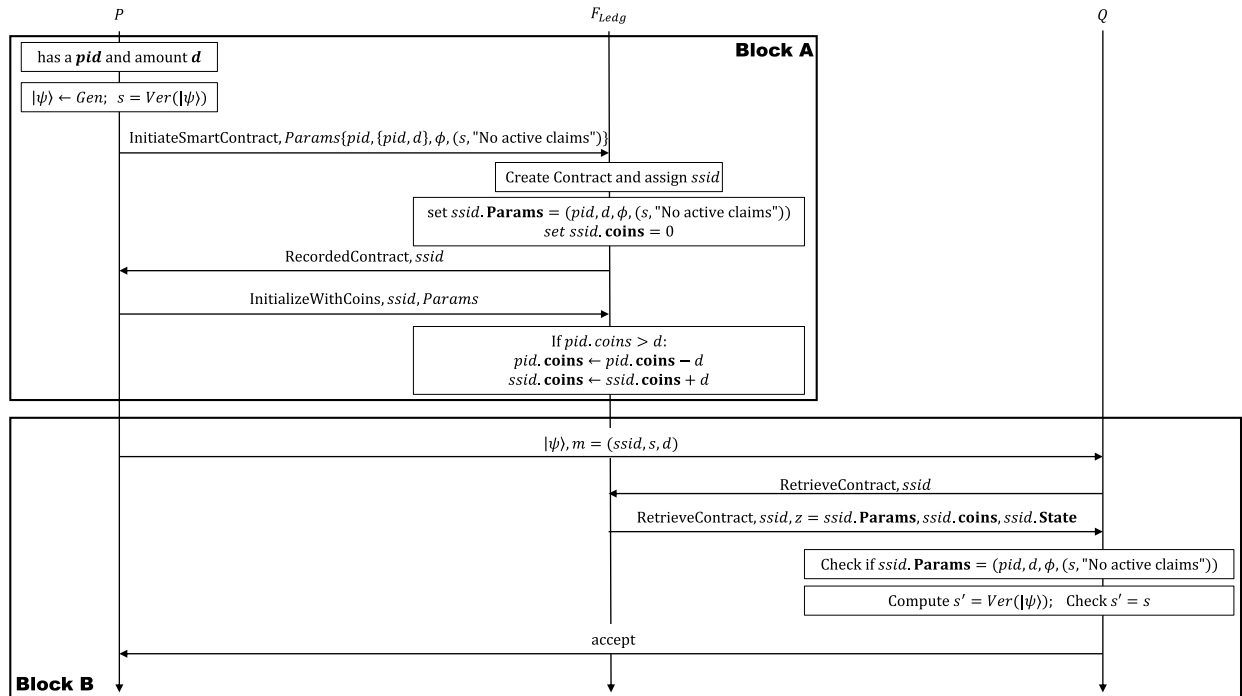 P
F_Ledg
Q
Block A
has a pid and amount d
|ψ⟩ ← Gen; s = Ver(|ψ⟩)
InitiateSmartContract, Params{pid, {pid, d}, ϕ, (s, "No active claims")}
Create Contract and assign ssid
set ssid. Params = (pid, d, ϕ, (s, "No active claims"))
set ssid. coins = 0
RecordedContract, ssid
InitializeWithCoins, ssid, Params
If pid. coins > d:
pid. coins ← pid. coins − d
ssid. coins ← ssid. coins + d
|ψ⟩, m = (ssid, s, d)
RetrieveContract, ssid
RetrieveContract, ssid, z = ssid. Params, ssid. coins, ssid. State
Check if ssid. Params = (pid, d, ϕ, (s, "No active claims"))
Compute s′ = Ver(|ψ⟩); Check s′ = s
accept
Block B